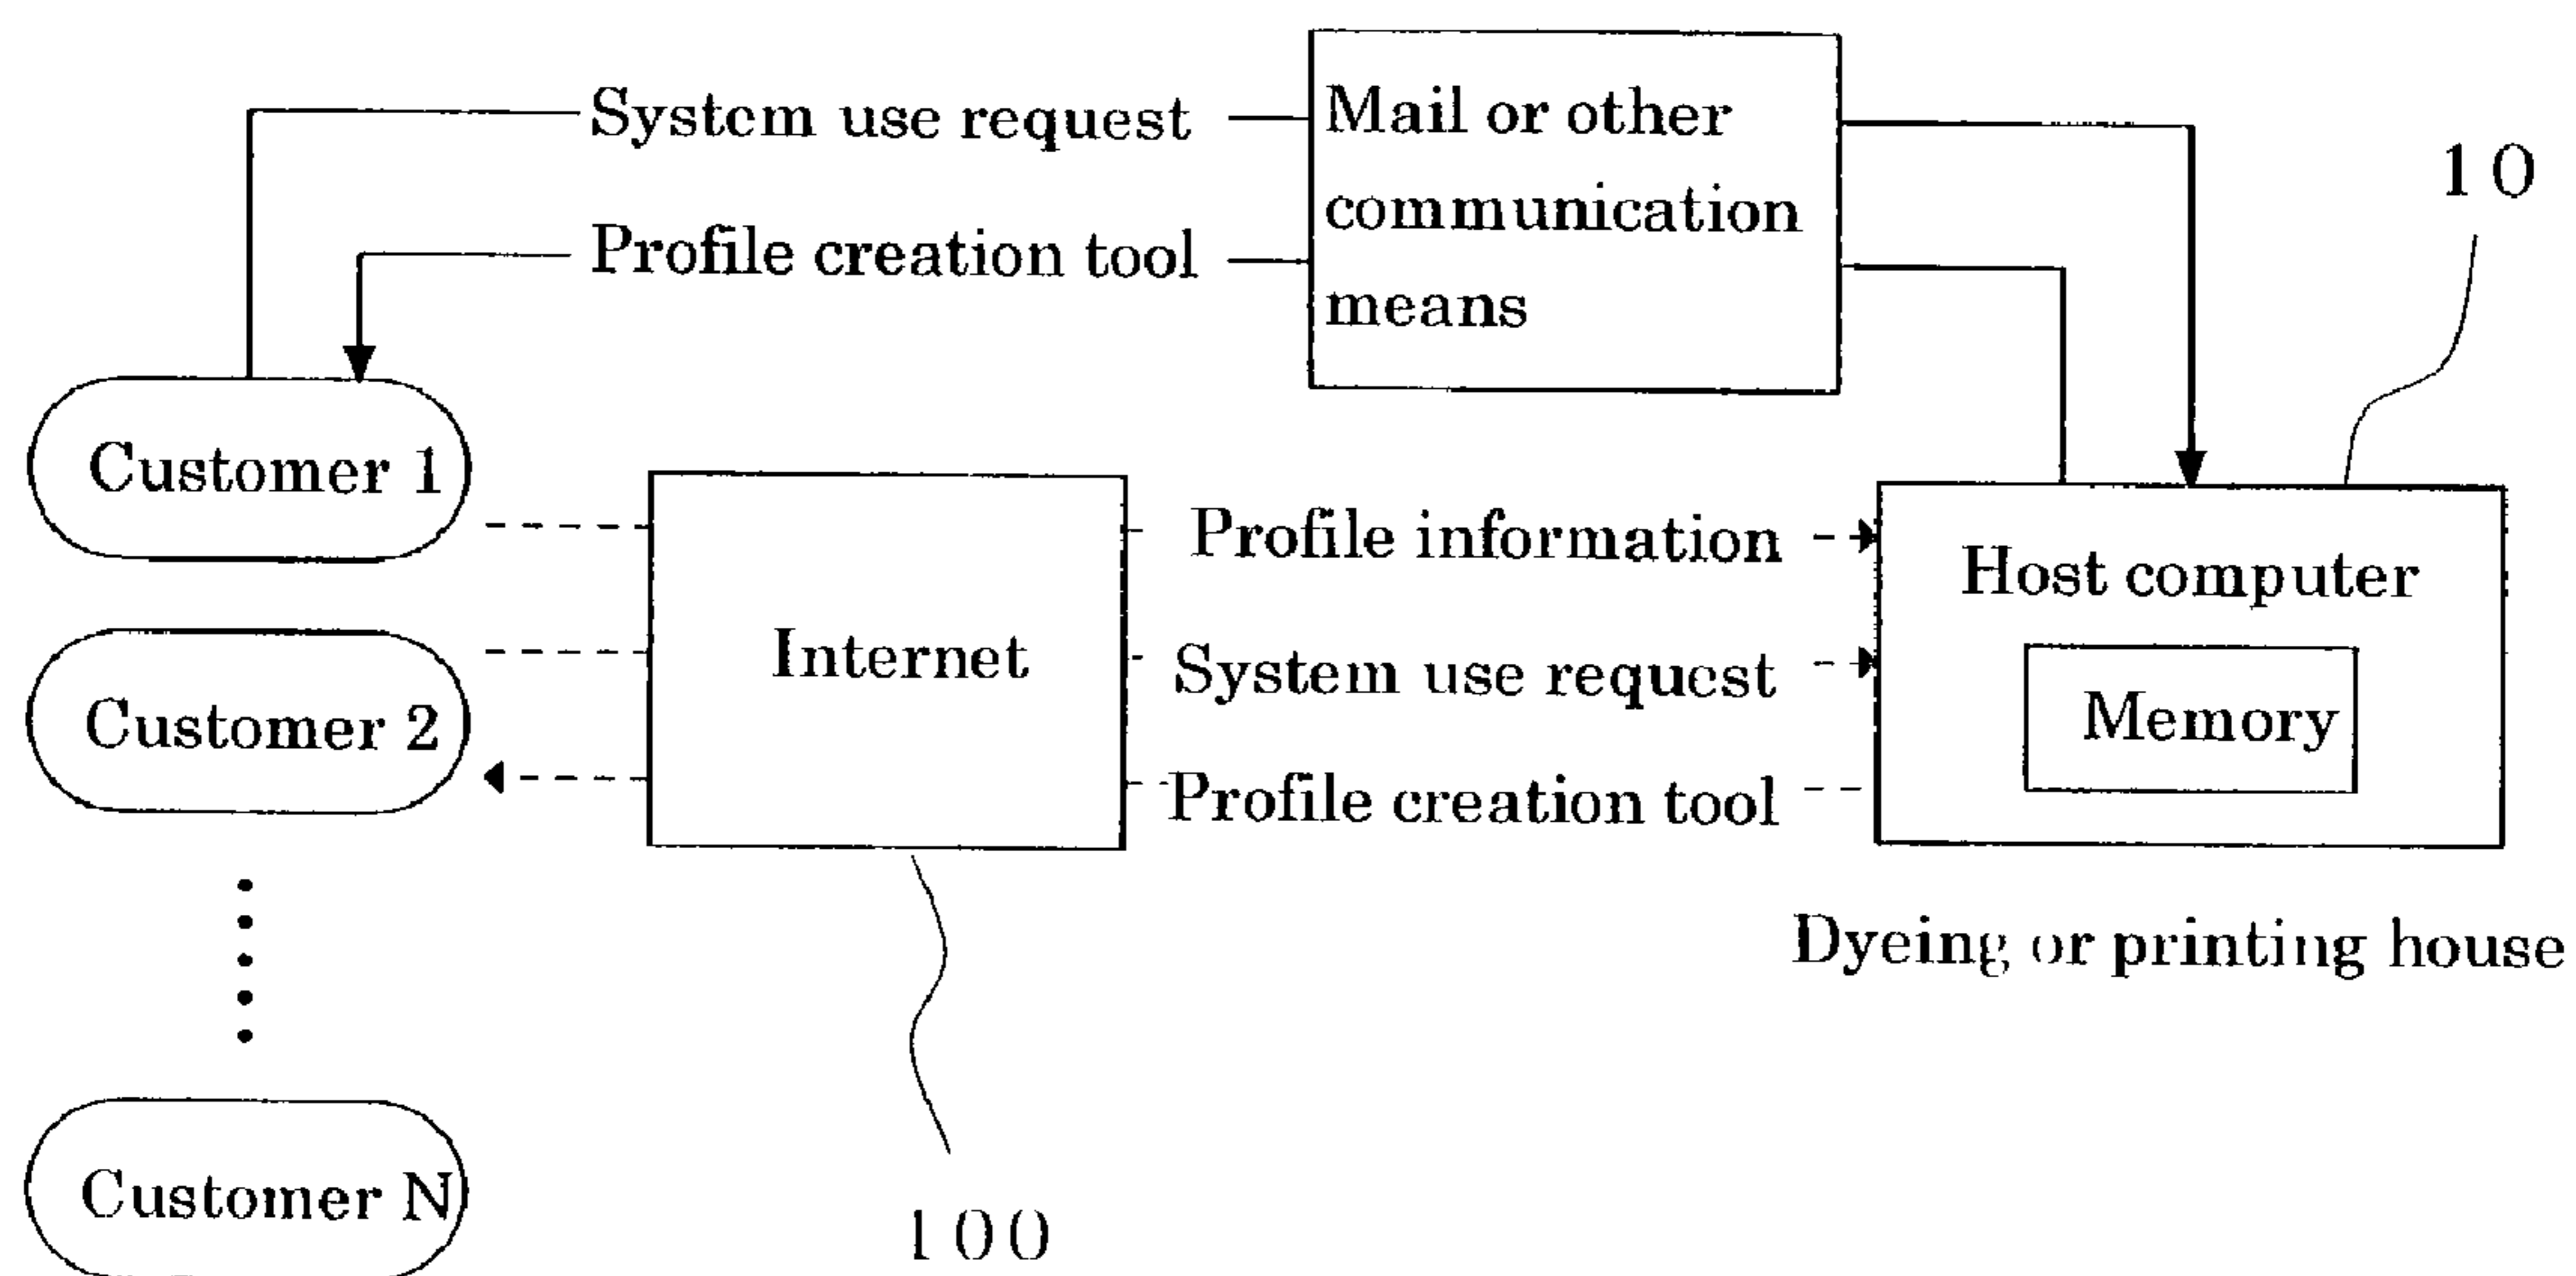 System use request
Mail or other
communication
means
Profile creation tool
10
Customer 1
Profile information
Host computer
Internet
System use request
Memory
Customer 2
Profile creation tool
Dyeing or printing house
Customer N
100